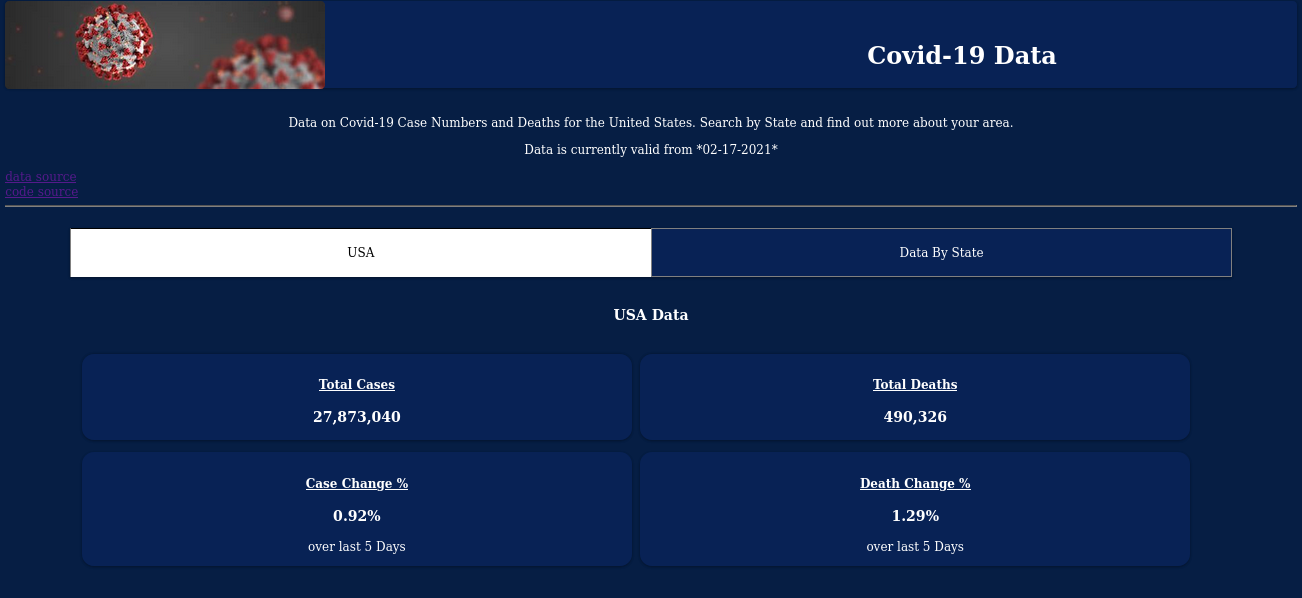 Covid-19 Data
Data on Covid-19 Case Numbers and Deaths for the United States. Search by State and find out more about your area.
Data is currently valid from *02-17-2021*
data source
code source
USA
Data By State
USA Data
Total Cases
27,873,040
Total Deaths
490,326
Case Change %
0.92%
over last 5 Days
Death Change %
1.29%
over last 5 Days